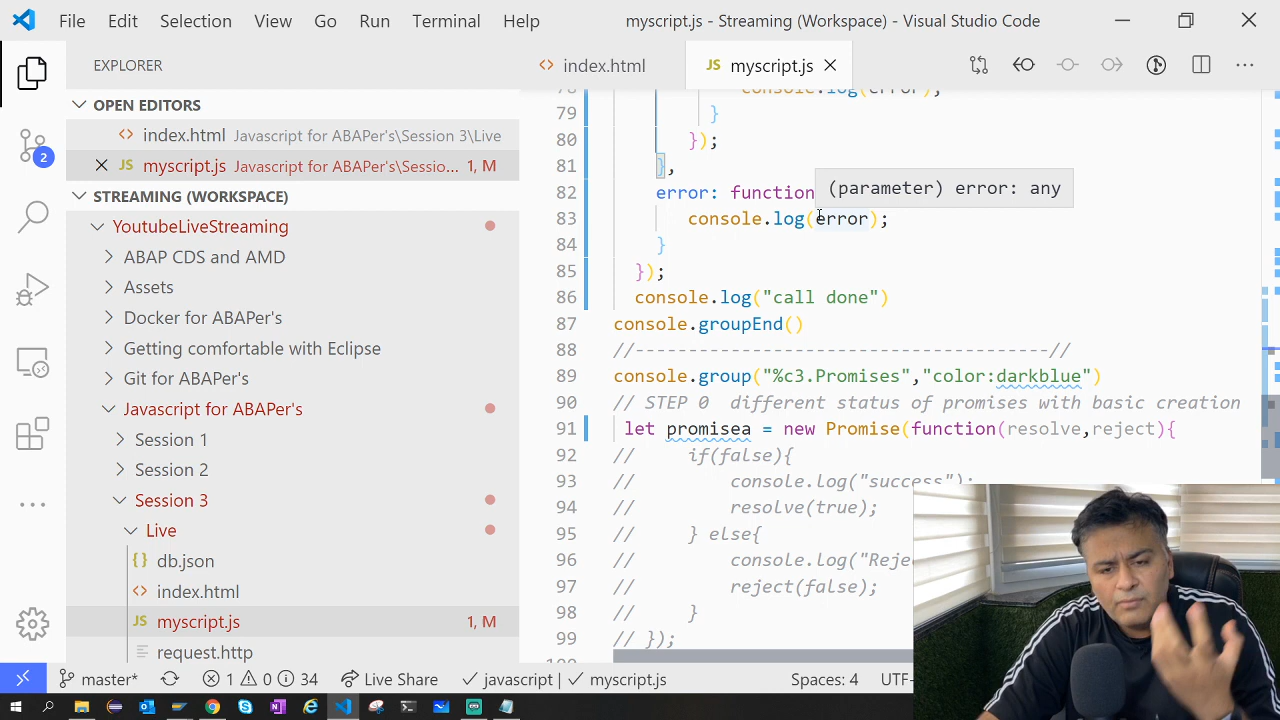 File Edit Selection View Go Run Terminal Help myscript.js - Streaming (Workspace) - Visual Studio Code
EXPLORER
index.html
JS myscript.js
OPEN EDITORS
index.html Javascript for ABAPer's\Session 3\Live
JS myscript.js Javascript for ABAPer's\Sessio... 1, M
STREAMING (WORKSPACE)
YoutubeLiveStreaming
ABAP CDS and AMD
Assets
Docker for ABAPer's
Getting comfortable with Eclipse
Git for ABAPer's
Javascript for ABAPer's
Session 1
Session 2
Session 3
Live
db.json
index.html
JS myscript.js 1, M
request.http
2
78 console.log(error);
79 }
80 });
81 },
82 error: function
(parameter) error: any
83 console.log(error);
84 }
85 });
86 console.log("call done")
87 console.groupEnd()
88 //---------------------------------------//
89 console.group("%c3.Promises","color:darkblue")
90 // STEP 0 different status of promises with basic creation
91 let promisea = new Promise(function(resolve,reject){
92 // if(false){
93 // console.log("success");
94 // resolve(true);
95 // } else{
96 // console.log("Reje
97 // reject(false);
98 // }
99 // });
master* 1 0 34 Live Share javascript | myscript.js Spaces: 4 UTF-